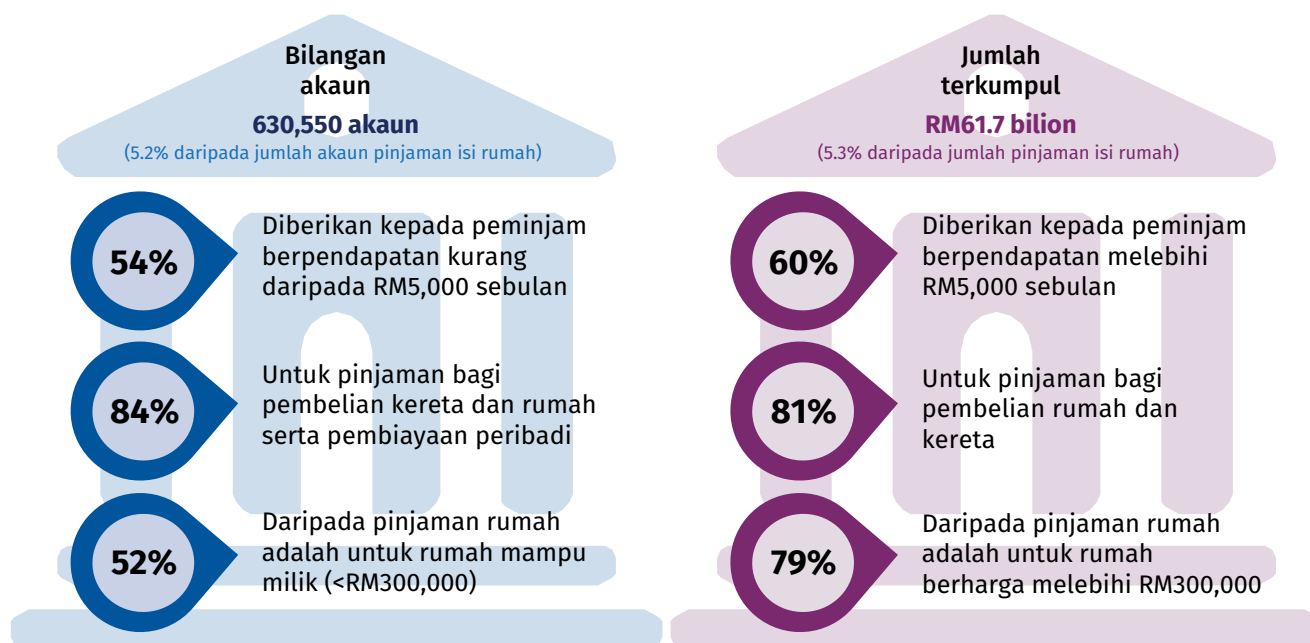 Bilangan
akaun
630,550 akaun
(5.2% daripada jumlah akaun pinjaman isi rumah)
54%
Diberikan kepada peminjam
berpendapatan kurang
daripada RM5,000 sebulan
84%
Untuk pinjaman bagi
pembelian kereta dan rumah
serta pembiayaan peribadi
52%
Daripada pinjaman rumah
adalah untuk rumah mampu
milik (<RM300,000)
Jumlah
terkumpul
RM61.7 bilion
(5.3% daripada jumlah pinjaman isi rumah)
60%
Diberikan kepada peminjam
berpendapatan melebihi
RM5,000 sebulan
81%
Untuk pinjaman bagi
pembelian rumah dan
kereta
79%
Daripada pinjaman rumah
adalah untuk rumah
berharga melebihi RM300,000